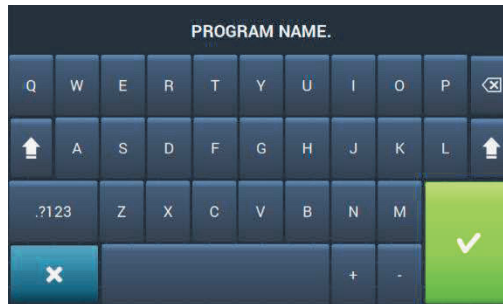 PROGRAM NAME.
Q W E R T Y U I O P
A S D F G H J K L
.?123 Z X C V B N M
+ -